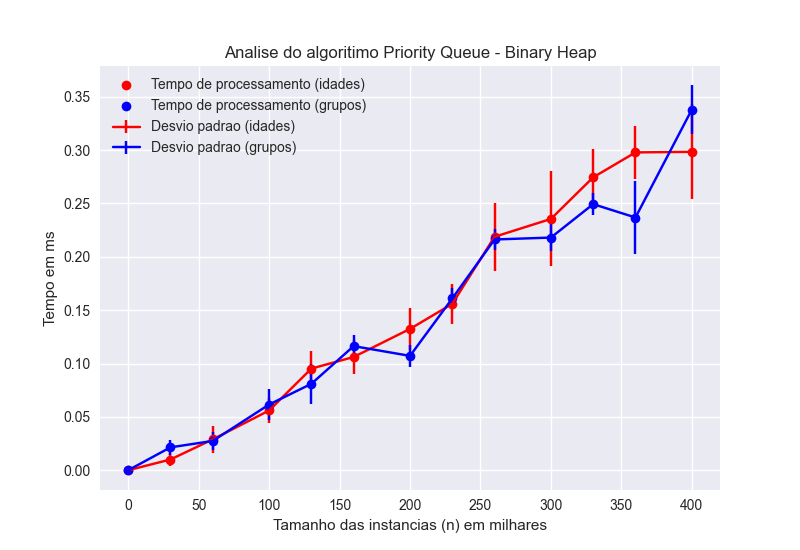 Analise do algoritimo Priority Queue - Binary Heap
Tempo de processamento (idades)
Tempo de processamento (grupos)
Desvio padrao (idades)
Desvio padrao (grupos)
Tempo em ms
0.35
0.30
0.25
0.20
0.15
0.10
0.05
0.00
0 50 100 150 200 250 300 350 400
Tamanho das instancias (n) em milhares